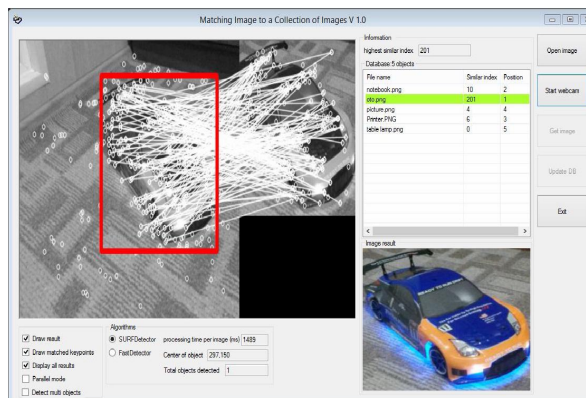 Matching Image to a Collection of Images V 1.0
Information
highest similar index 201
Database:5 objects
File name Similar index Position
notebook.png 10 2
oto.png 201 1
picture.png 4 4
Printer.PNG 6 3
table lamp.png 0 5
Open image
Start webcam
Get image
Update DB
Exit
Image result
Draw result
Draw matched keypoints
Display all results
Parallel mode
Detect multi objects
Algorithms
SURFDetector processing time per image (ms) 1489
FastDetector Center of object 297,150
Total objects detected 1